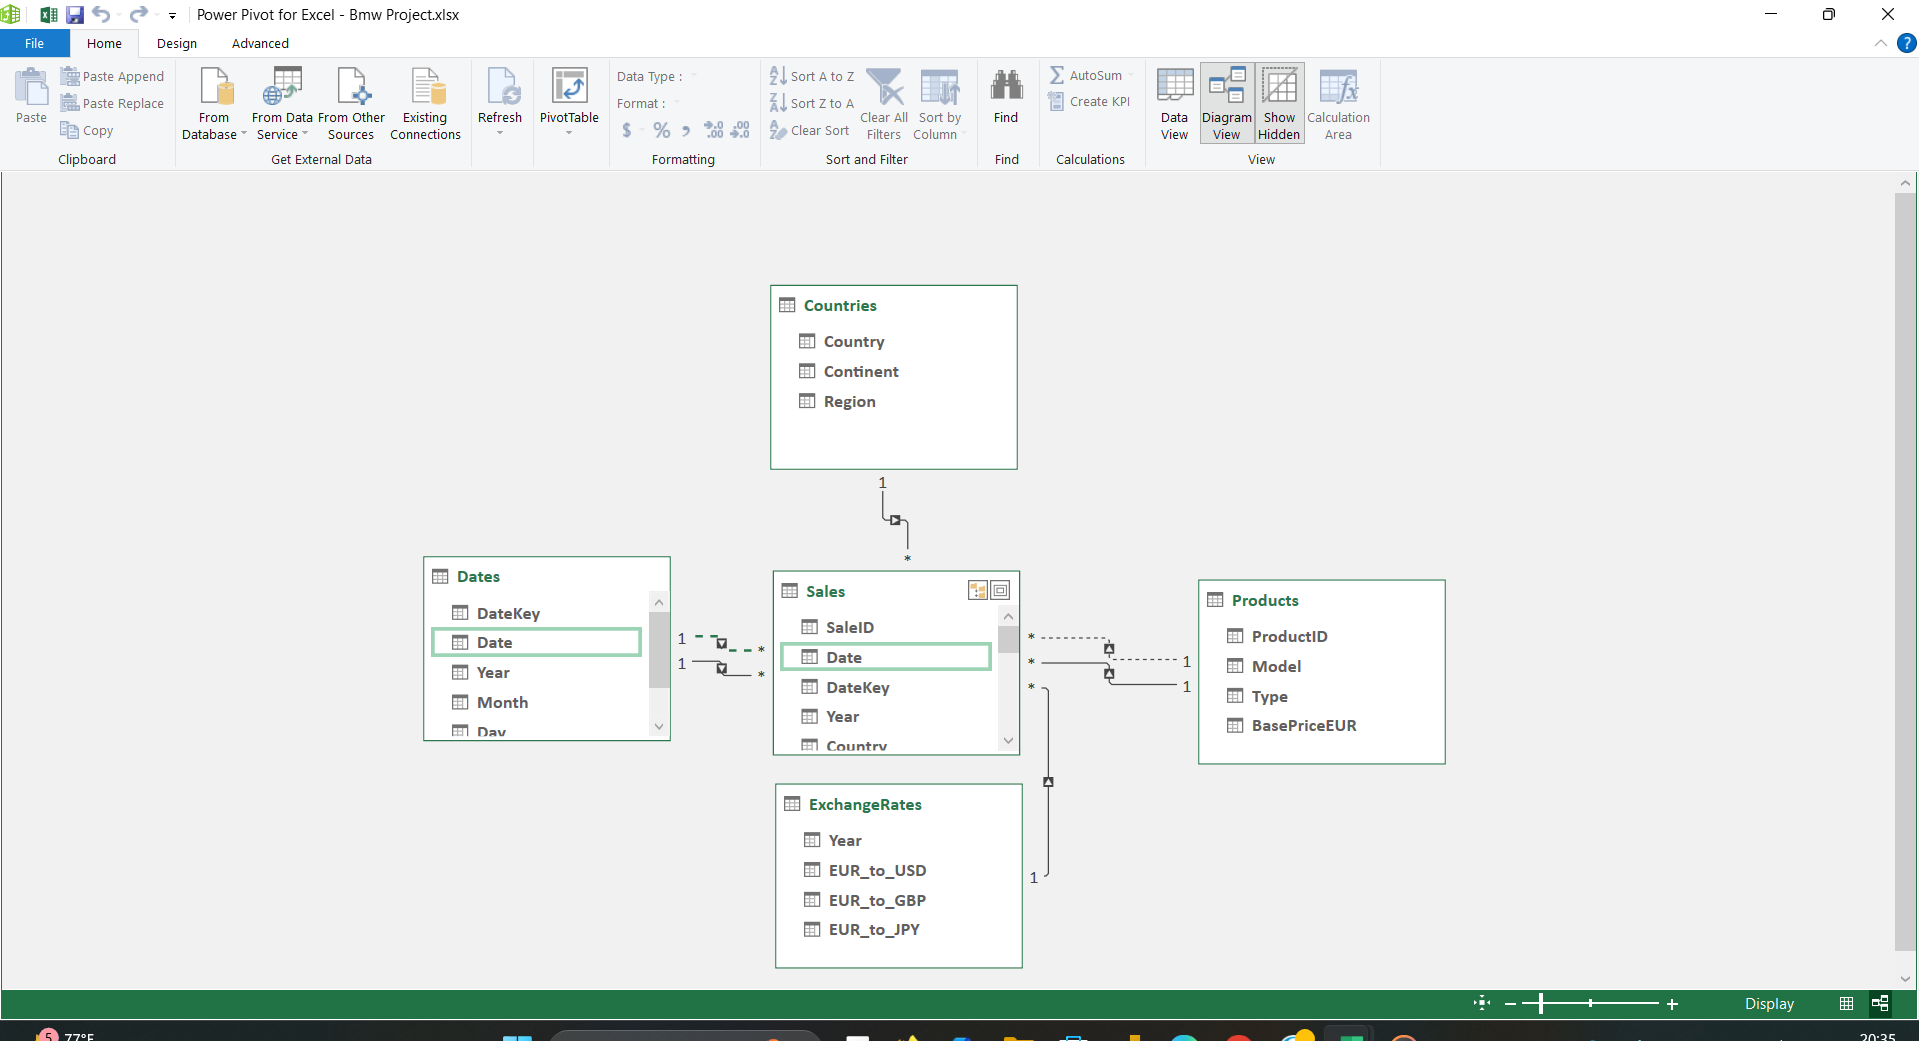 Power Pivot for Excel - Bmw Project.xlsx
File Home Design Advanced
Paste
Paste Append
Paste Replace
Copy
Clipboard
From Database
From Data Service
From Other Sources
Existing Connections
Get External Data
Refresh
PivotTable
Data Type :
Format :
$ % , .0 .00 .00 .0
Formatting
Sort A to Z
Sort Z to A
Clear Sort
Clear All Filters
Sort by Column
Sort and Filter
Find
Find
AutoSum
Create KPI
Calculations
Data View
Diagram View
Show Hidden
Calculation Area
View
Countries
Country
Continent
Region
1
*
Dates
DateKey
Date
Year
Month
Day
1 *
1 *
Sales
SaleID
Date
DateKey
Year
Country
* 1
* 1
*
Products
ProductID
Model
Type
BasePriceEUR
ExchangeRates
Year
EUR_to_USD
EUR_to_GBP
EUR_to_JPY
1
Display
5
77°F
20:35